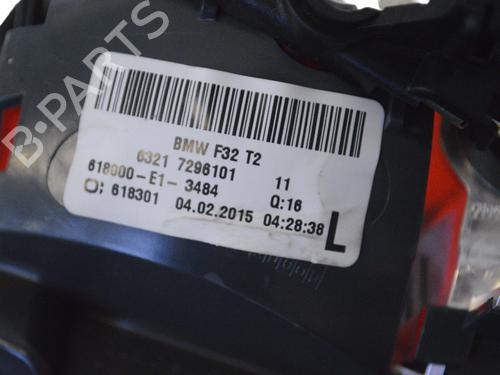 B-PARTS
BMW F32 T2
6321 7296101 11
618000-E1- 3484 Q:16
O; 618301 04.02.2015 04:28:38
L